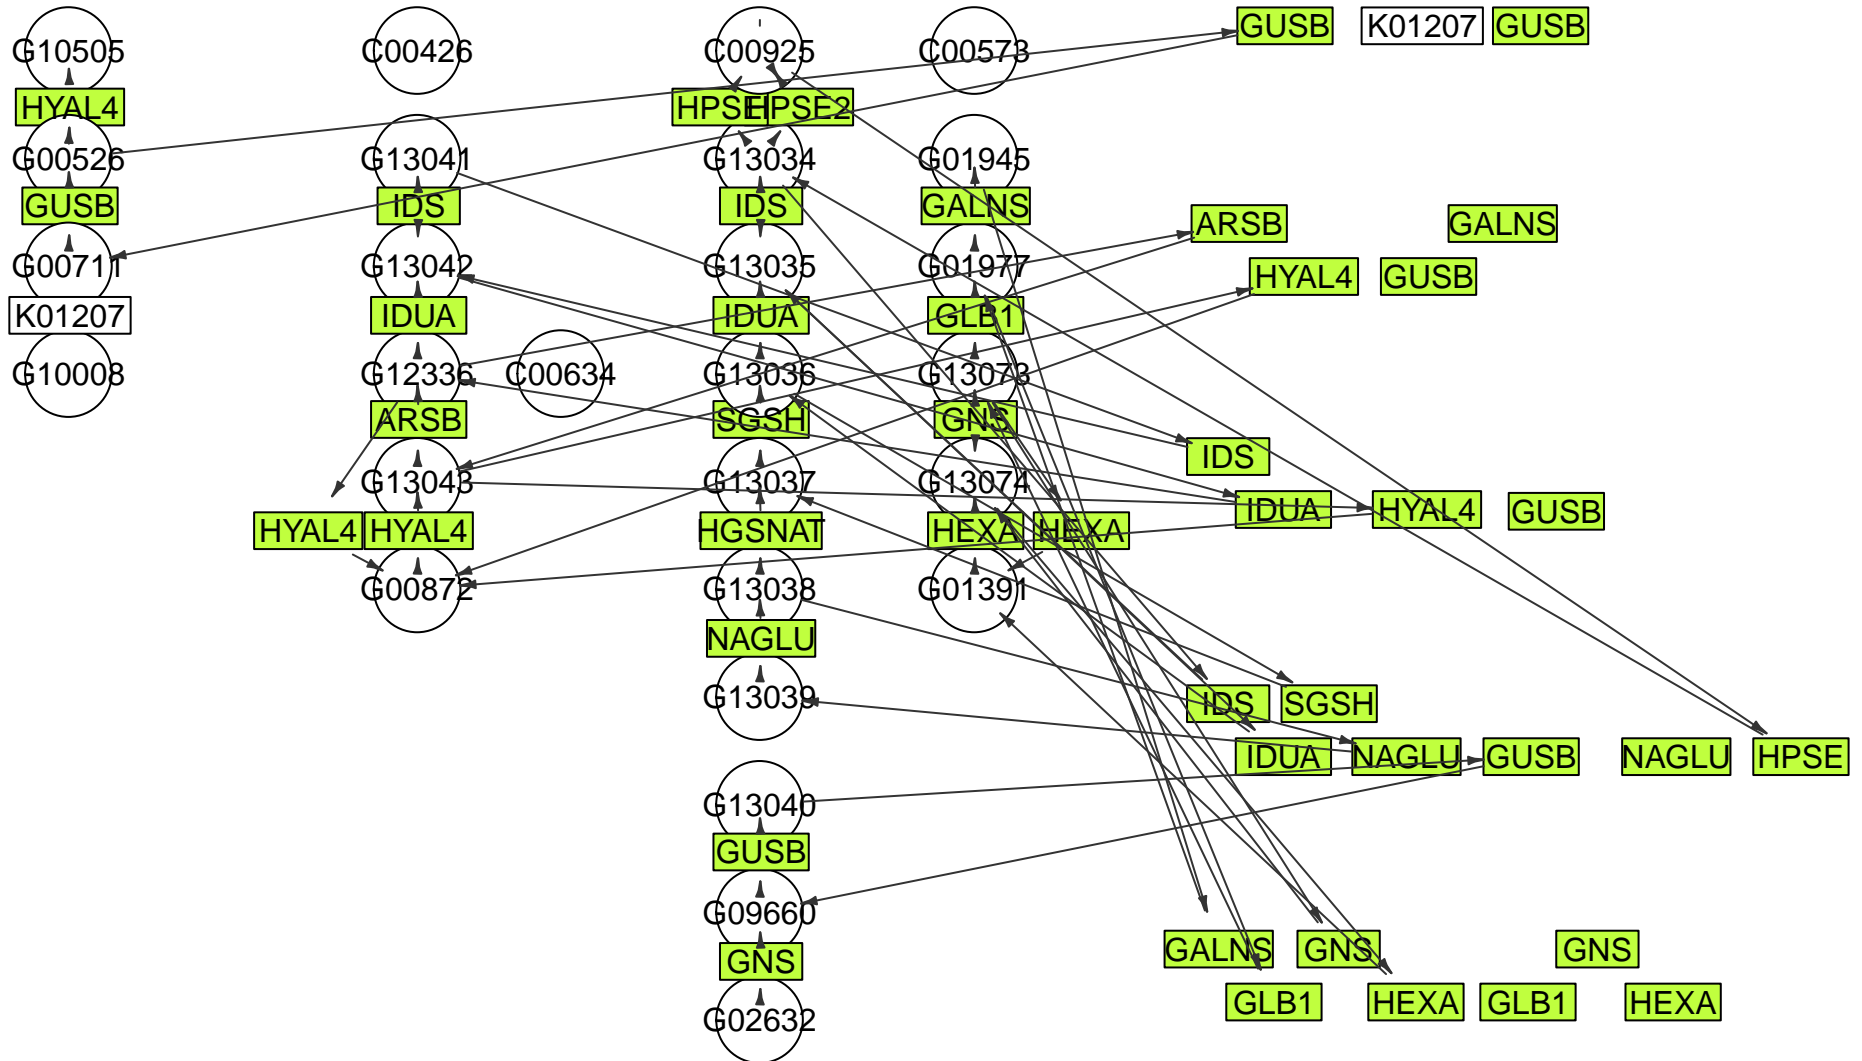 G10505 C00426 C00925 C00573 GUSB K01207 GUSB
HYAL4 HPSE HPSE2
G00526 G13041 G13034 G01945
GUSB IDS IDS GALNS ARSB GALNS
G00711 G13042 G13035 G01977 HYAL4 GUSB
K01207 IDUA IDUA GLB1
G10008 G12336 C00634 G13036 G13073
ARSB SGSH GNS IDS
G13043 G13037 G13074 IDUA HYAL4 GUSB
HYAL4 HYAL4 HGSNAT HEXA HEXA
G00872 G13038 G01391
NAGLU
G13039 IDS SGSH
IDUA NAGLU GUSB NAGLU HPSE
G13040
GUSB
G09660
GNS GALNS GNS GNS
G02632 GLB1 HEXA GLB1 HEXA